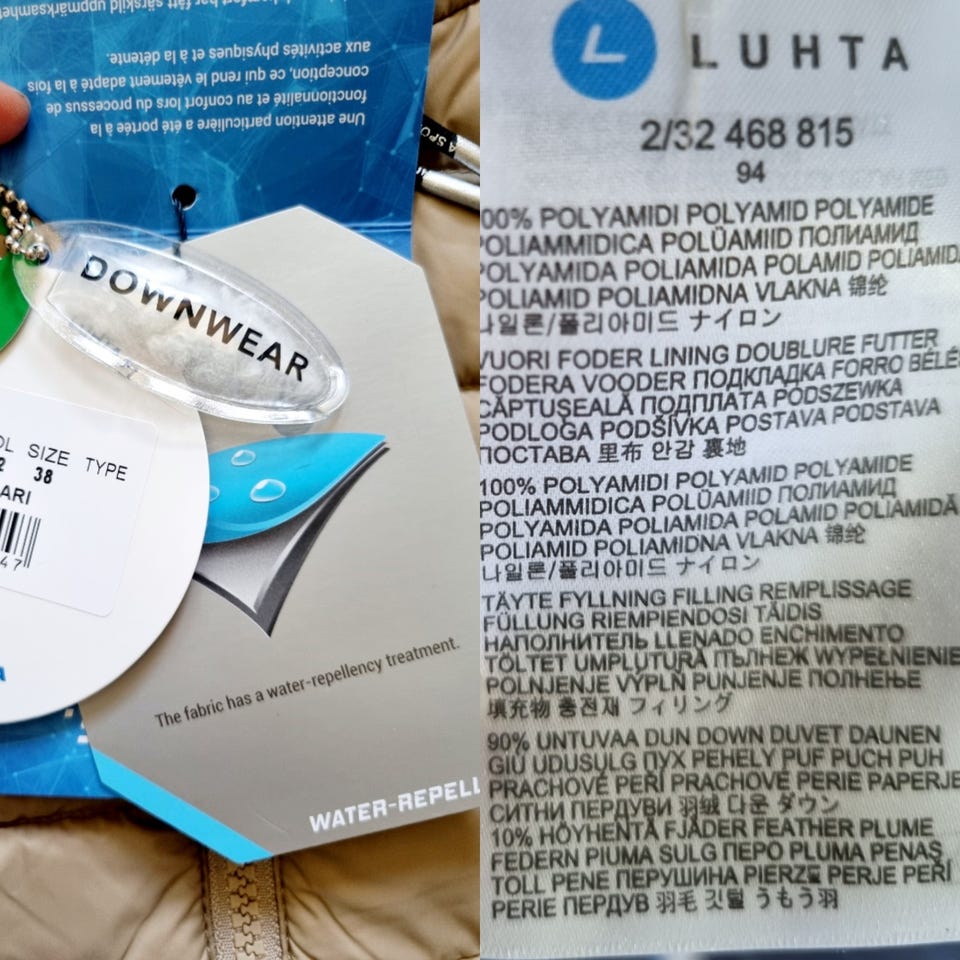 aux activités physiques et à la détente.
conception, ce qui rend le vêtement adapté à la fois
fonctionnalité et au confort lors du processus de
Une attention particulière a été portée à la
DOWNWEAR
SIZE TYPE
38
ARI
47
The fabric has a water-repellency treatment.
WATER-REPELL
L LUHTA
2/32 468 815
94
00% POLYAMIDI POLYAMID POLYAMIDE
POLIAMMIDICA POLÜAMIID ПОЛИАМИД
POLYAMIDA POLIAMIDA POLAMID POLIAMID
POLIAMID POLIAMIDNA VLAKNA 锦纶
나일론/폴리아미드 ナイロン
VUORI FODER LINING DOUBLURE FUTTER
FODERA VOODER ПОДКЛАДКА FORRO BÉLÉ
CĂPTUŞEALĂ ПОДПЛАТА PODSZEWKA
PODLOGA PODŠÍVKA POSTAVA PODSTAVA
ПОСТАВА 里布 안감 裏地
100% POLYAMIDI POLYAMID POLYAMIDE
POLIAMMIDICA POLÜAMIID ПОЛИАМИД
POLYAMIDA POLIAMIDA POLAMID POLIAMIDĂ
POLIAMID POLIAMIDNA VLAKNA 锦纶
나일론/폴리아미드 ナイロン
TÄYTE FYLLNING FILLING REMPLISSAGE
FÜLLUNG RIEMPIENDOSI TÄIDIS
НАПОЛНИТЕЛЬ LLENADO ENCHIMENTO
TÖLTET UMPLUTURĂ ПЪЛНЕЖ WYPEŁNIENIE
POLNJENJE VÝPLŇ PUNJENJE ПОЛНЕЊЕ
填充物 충전재 フィリング
90% UNTUVAA DUN DOWN DUVET DAUNEN
GIÙ UDUSULG ПУХ PEHELY PUF PUCH PUH
PRACHOVÉ PEŘÍ PRACHOVÉ PERIE PAPERJE
СИТНИ ПЕРДУВИ 羽绒 다운 ダウン
10% HÖYHENTÄ FJÄDER FEATHER PLUME
FEDERN PIUMA SULG ПЕРО PLUMA PENAS
TOLL PENE ПЕРУШИНА PIERZE PERJE PEŘÍ
PERIE ПЕРДУВ 羽毛 깃털 うもう羽